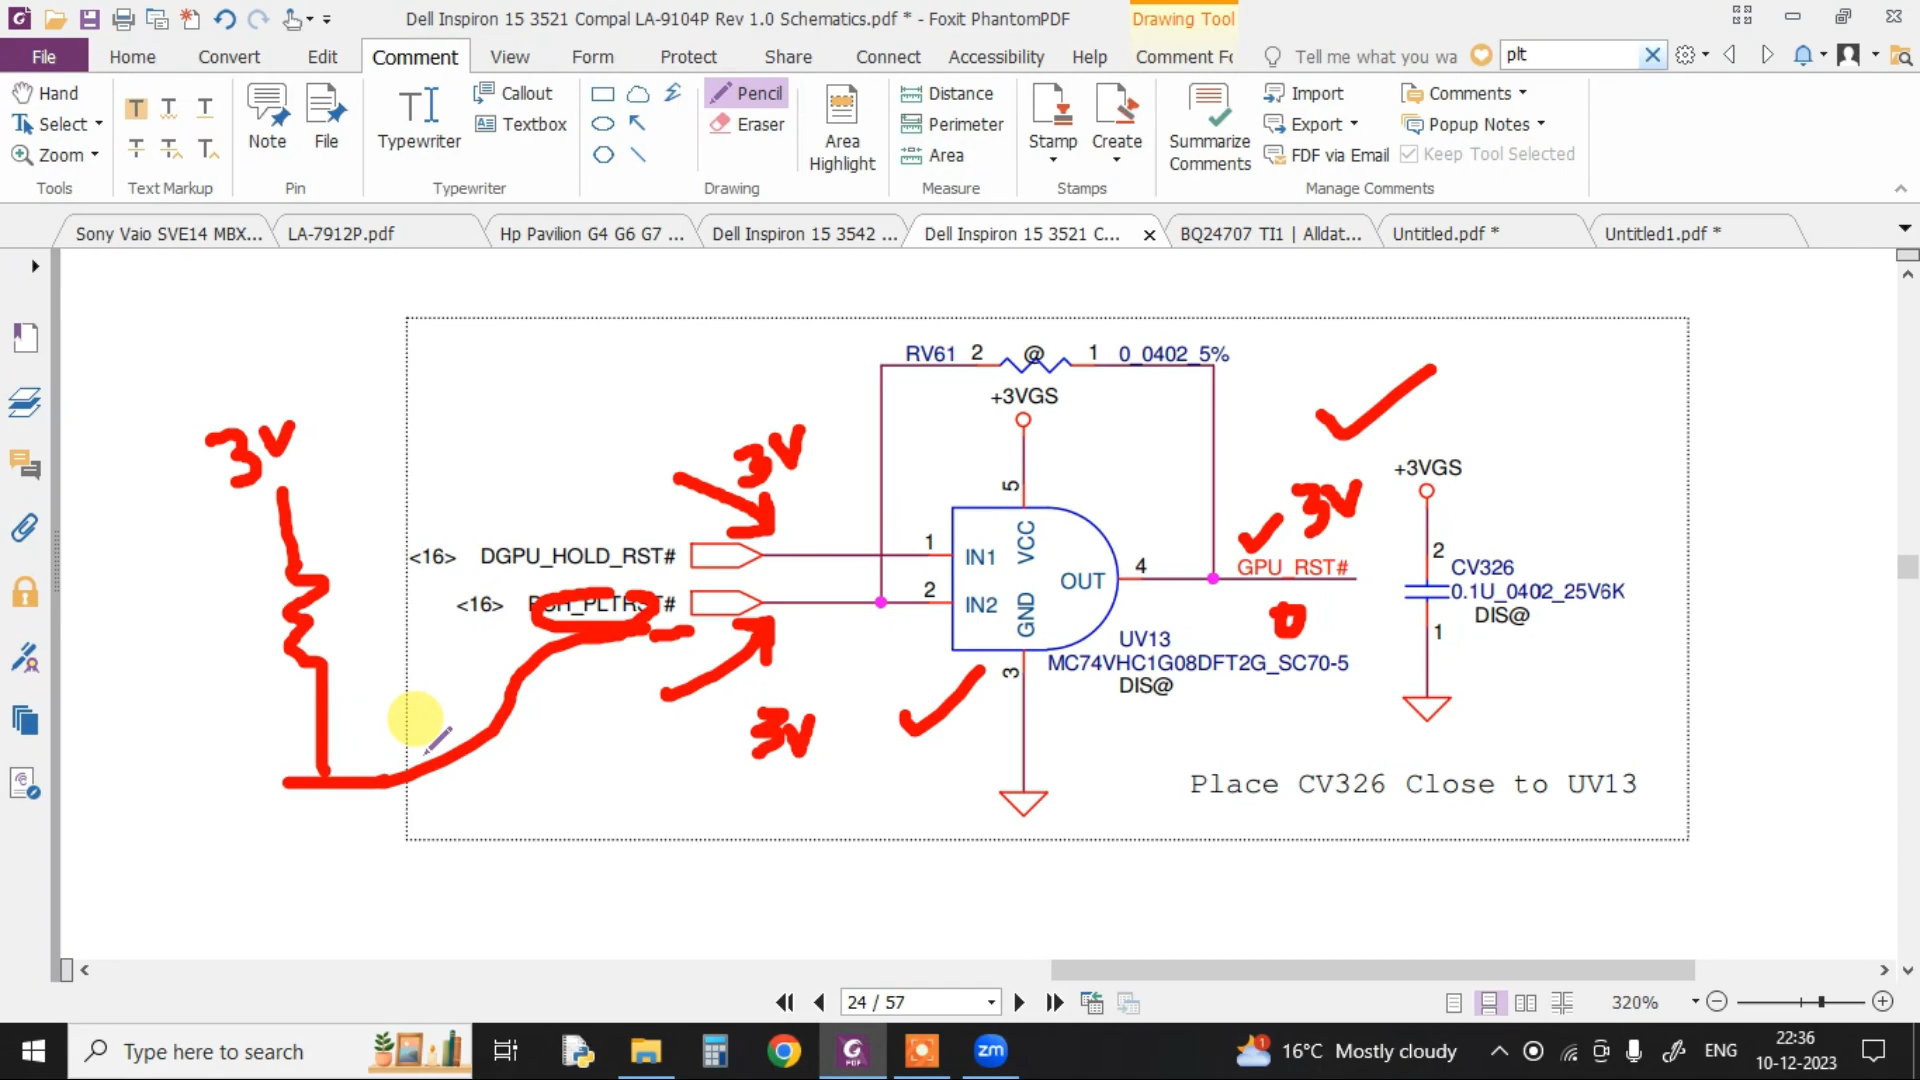 Dell Inspiron 15 3521 Compal LA-9104P Rev 1.0 Schematics.pdf * - Foxit PhantomPDF
Drawing Tool
File Home Convert Edit Comment View Form Protect Share Connect Accessibility Help Comment Fo
Tell me what you wa
plt
Hand
Select
Zoom
Tools
Text Markup
Note
File
Pin
Typewriter
Callout
Textbox
Typewriter
Pencil
Eraser
Drawing
Area
Highlight
Distance
Perimeter
Area
Measure
Stamp
Create
Stamps
Summarize
Comments
Import
Export
FDF via Email
Comments
Popup Notes
Keep Tool Selected
Manage Comments
Sony Vaio SVE14 MBX...
LA-7912P.pdf
Hp Pavilion G4 G6 G7 ...
Dell Inspiron 15 3542 ...
Dell Inspiron 15 3521 C...
BQ24707 TI1 | Alldat...
Untitled.pdf *
Untitled1.pdf *
RV61 2 @ 1 0_0402_5%
+3VGS
3V
3V
5
+3VGS
3V
<16> DGPU_HOLD_RST#
1 IN1 VCC
OUT 4 GPU_RST#
<16> PCH_PLTRST#
2 IN2 GND
0
2
CV326
0.1U_0402_25V6K
DIS@
1
UV13
MC74VHC1G08DFT2G_SC70-5
DIS@
3
3V
Place CV326 Close to UV13
24 / 57
320%
Type here to search
zm
1
16°C Mostly cloudy
ENG
22:36
10-12-2023